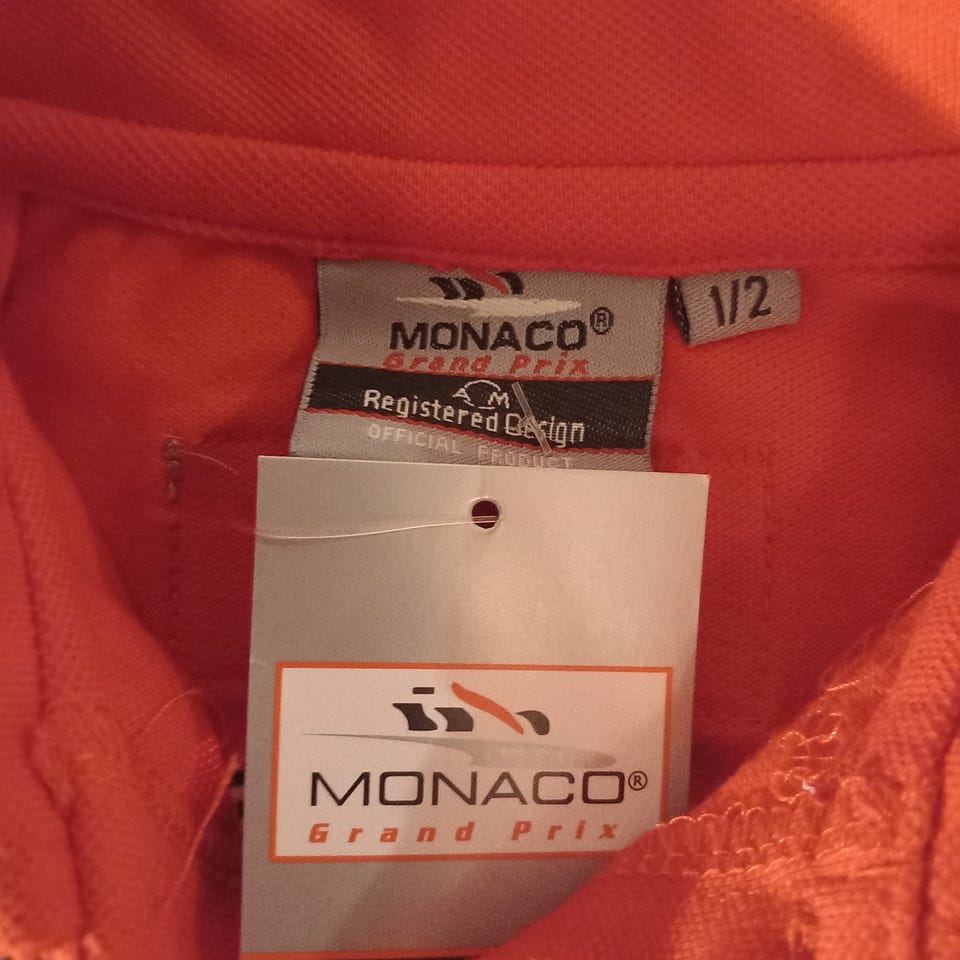 MONACO®
Grand Prix
1/2
A M
Registered Design
OFFICIAL PRODUCT
MONACO®
Grand Prix